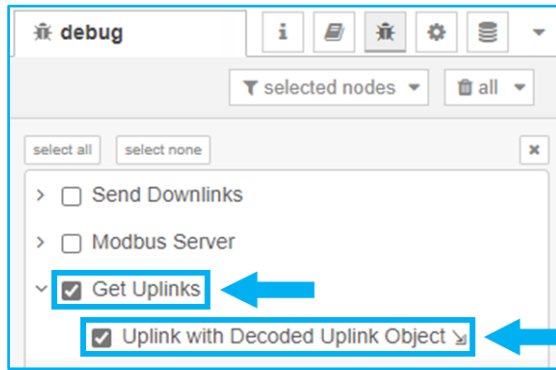 debug
selected nodes
all
select all
select none
Send Downlinks
Modbus Server
Get Uplinks
Uplink with Decoded Uplink Object